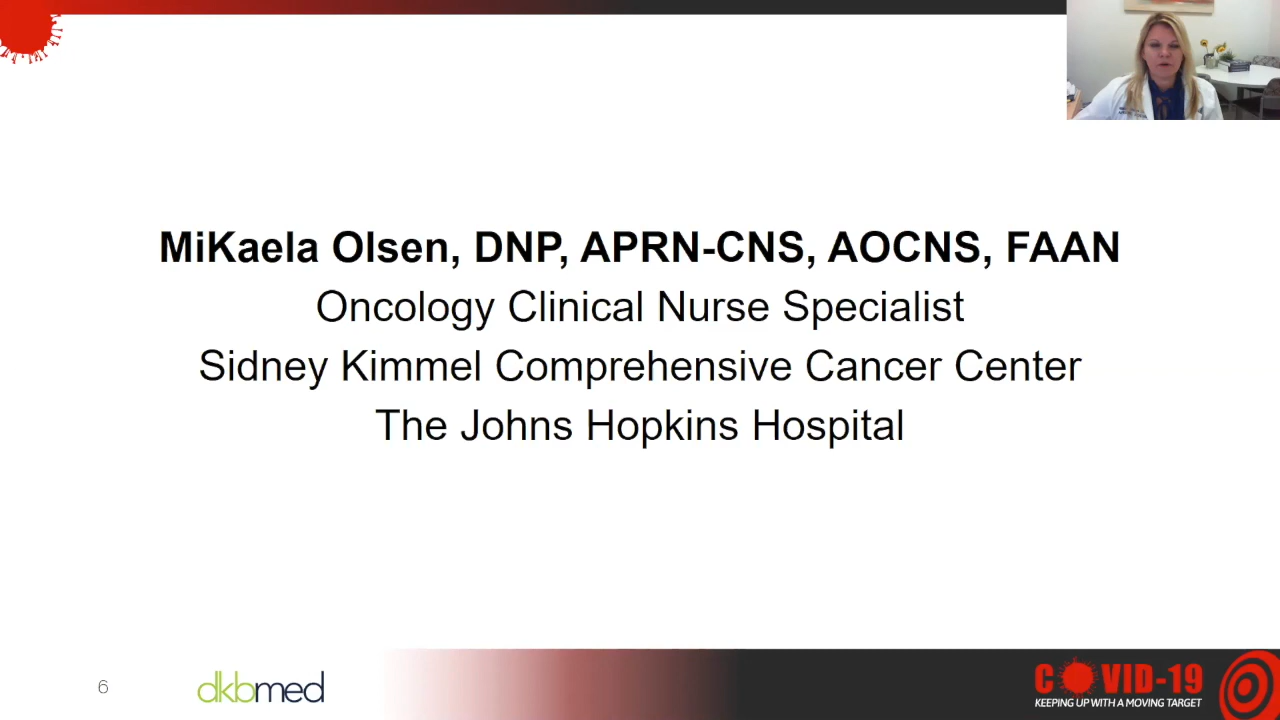 MiKaela Olsen, DNP, APRN-CNS, AOCNS, FAAN
Oncology Clinical Nurse Specialist
Sidney Kimmel Comprehensive Cancer Center
The Johns Hopkins Hospital
6
dkbmed
COVID-19
KEEPING UP WITH A MOVING TARGET